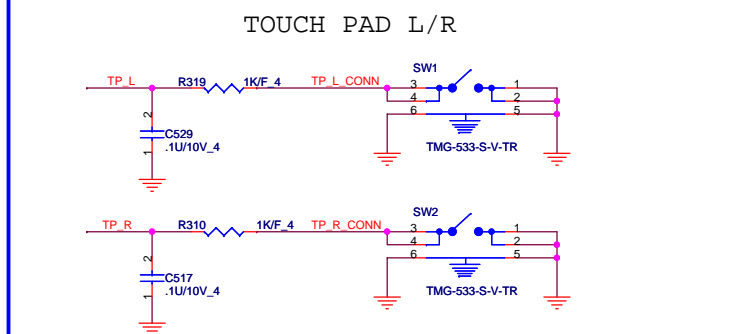 TOUCH PAD L/R
SW1
TP_L R319 1K/F_4 TP_L_CONN 3 1
4 2
6 5
2
C529
1 .1U/10V_4 TMG-533-S-V-TR
SW2
TP_R R310 1K/F_4 TP_R_CONN 3 1
4 2
6 5
2
C517
1 .1U/10V_4 TMG-533-S-V-TR